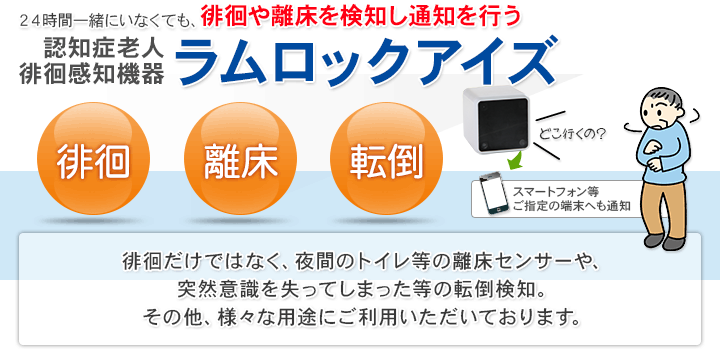 24時間一緒にいなくても、徘徊や離床を検知し通知を行う
認知症老人
徘徊感知機器
ラムロックアイズ
徘徊
離床
転倒
どこ行くの?
スマートフォン等
ご指定の端末へも通知
徘徊だけではなく、夜間のトイレ等の離床センサーや、
突然意識を失ってしまった等の転倒検知。
その他、様々な用途にご利用いただいております。